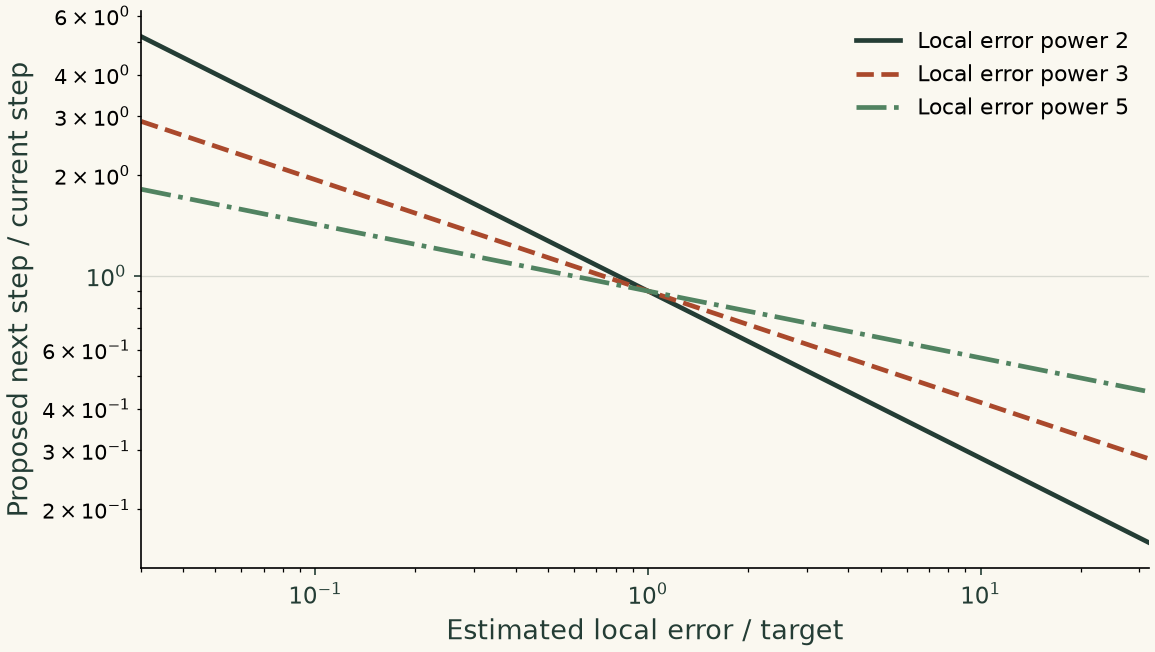 6 × 10⁰
4 × 10⁰
3 × 10⁰
2 × 10⁰
10⁰
6 × 10⁻¹
4 × 10⁻¹
3 × 10⁻¹
2 × 10⁻¹
Proposed next step / current step
Local error power 2
Local error power 3
Local error power 5
10⁻¹
10⁰
10¹
Estimated local error / target